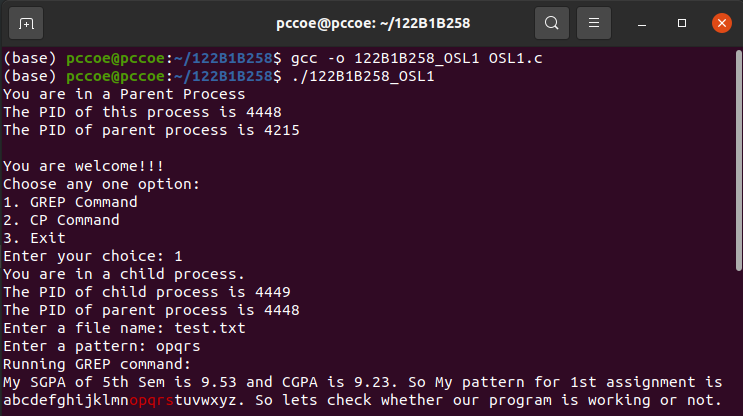 pccoe@pccoe: ~/122B1B258
(base) pccoe@pccoe:~/122B1B258$ gcc -o 122B1B258_OSL1 OSL1.c
(base) pccoe@pccoe:~/122B1B258$ ./122B1B258_OSL1
You are in a Parent Process
The PID of this process is 4448
The PID of parent process is 4215

You are welcome!!!
Choose any one option:
1. GREP Command
2. CP Command
3. Exit
Enter your choice: 1
You are in a child process.
The PID of child process is 4449
The PID of parent process is 4448
Enter a file name: test.txt
Enter a pattern: opqrs
Running GREP command:
My SGPA of 5th Sem is 9.53 and CGPA is 9.23. So My pattern for 1st assignment is
abcdefghijklmnopqrstuvwxyz. So lets check whether our program is working or not.